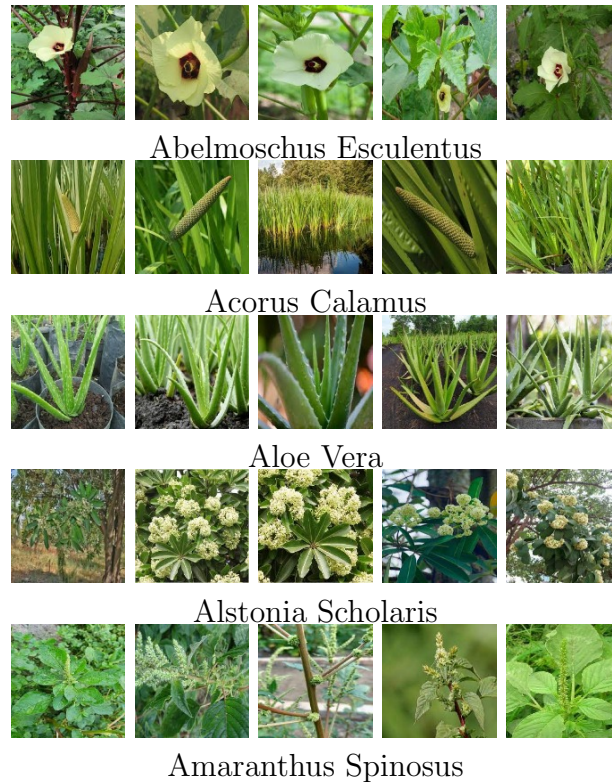 Abelmoschus Esculentus
Acorus Calamus
Aloe Vera
Alstonia Scholaris
Amaranthus Spinosus